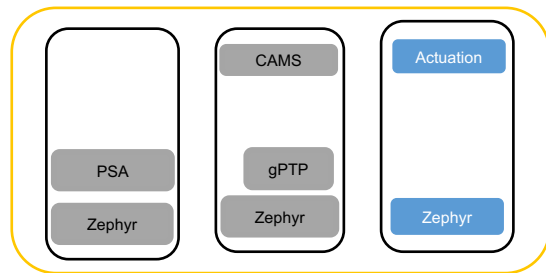 CAMS
Actuation
PSA
gPTP
Zephyr
Zephyr
Zephyr